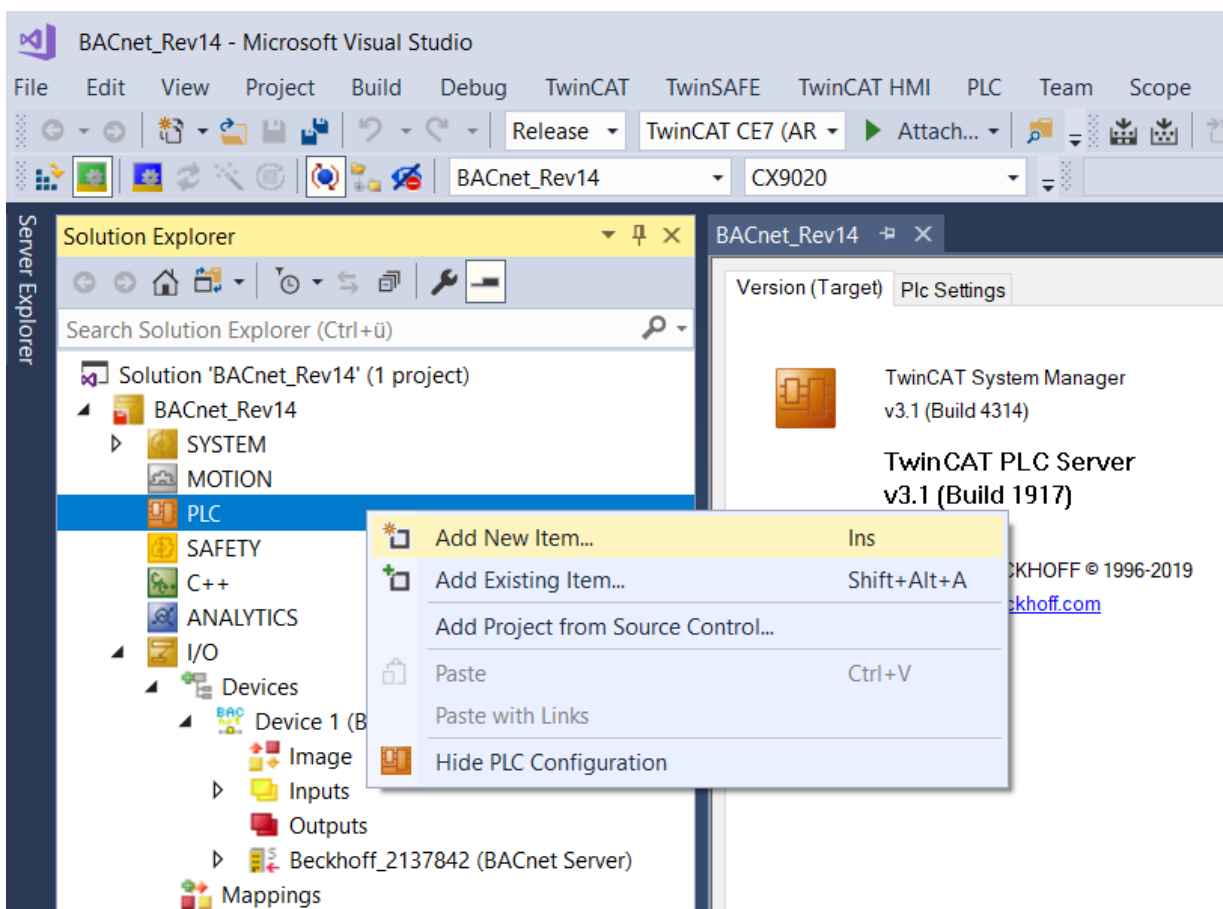 BACnet_Rev14 - Microsoft Visual Studio
File Edit View Project Build Debug TwinCAT TwinSAFE TwinCAT HMI PLC Team Scope
Release TwinCAT CE7 (AR Attach...
BACnet_Rev14 CX9020
Server Explorer
Solution Explorer
Search Solution Explorer (Ctrl+ü)
Solution 'BACnet_Rev14' (1 project)
BACnet_Rev14
SYSTEM
MOTION
PLC
SAFETY
C++
ANALYTICS
I/O
Devices
Device 1 (B
Image
Inputs
Outputs
Beckhoff_2137842 (BACnet Server)
Mappings
Add New Item... Ins
Add Existing Item... Shift+Alt+A
Add Project from Source Control...
Paste Ctrl+V
Paste with Links
Hide PLC Configuration
BACnet_Rev14
Version (Target) Plc Settings
TwinCAT System Manager
v3.1 (Build 4314)
TwinCAT PLC Server
v3.1 (Build 1917)
CKHOFF © 1996-2019
ckhoff.com